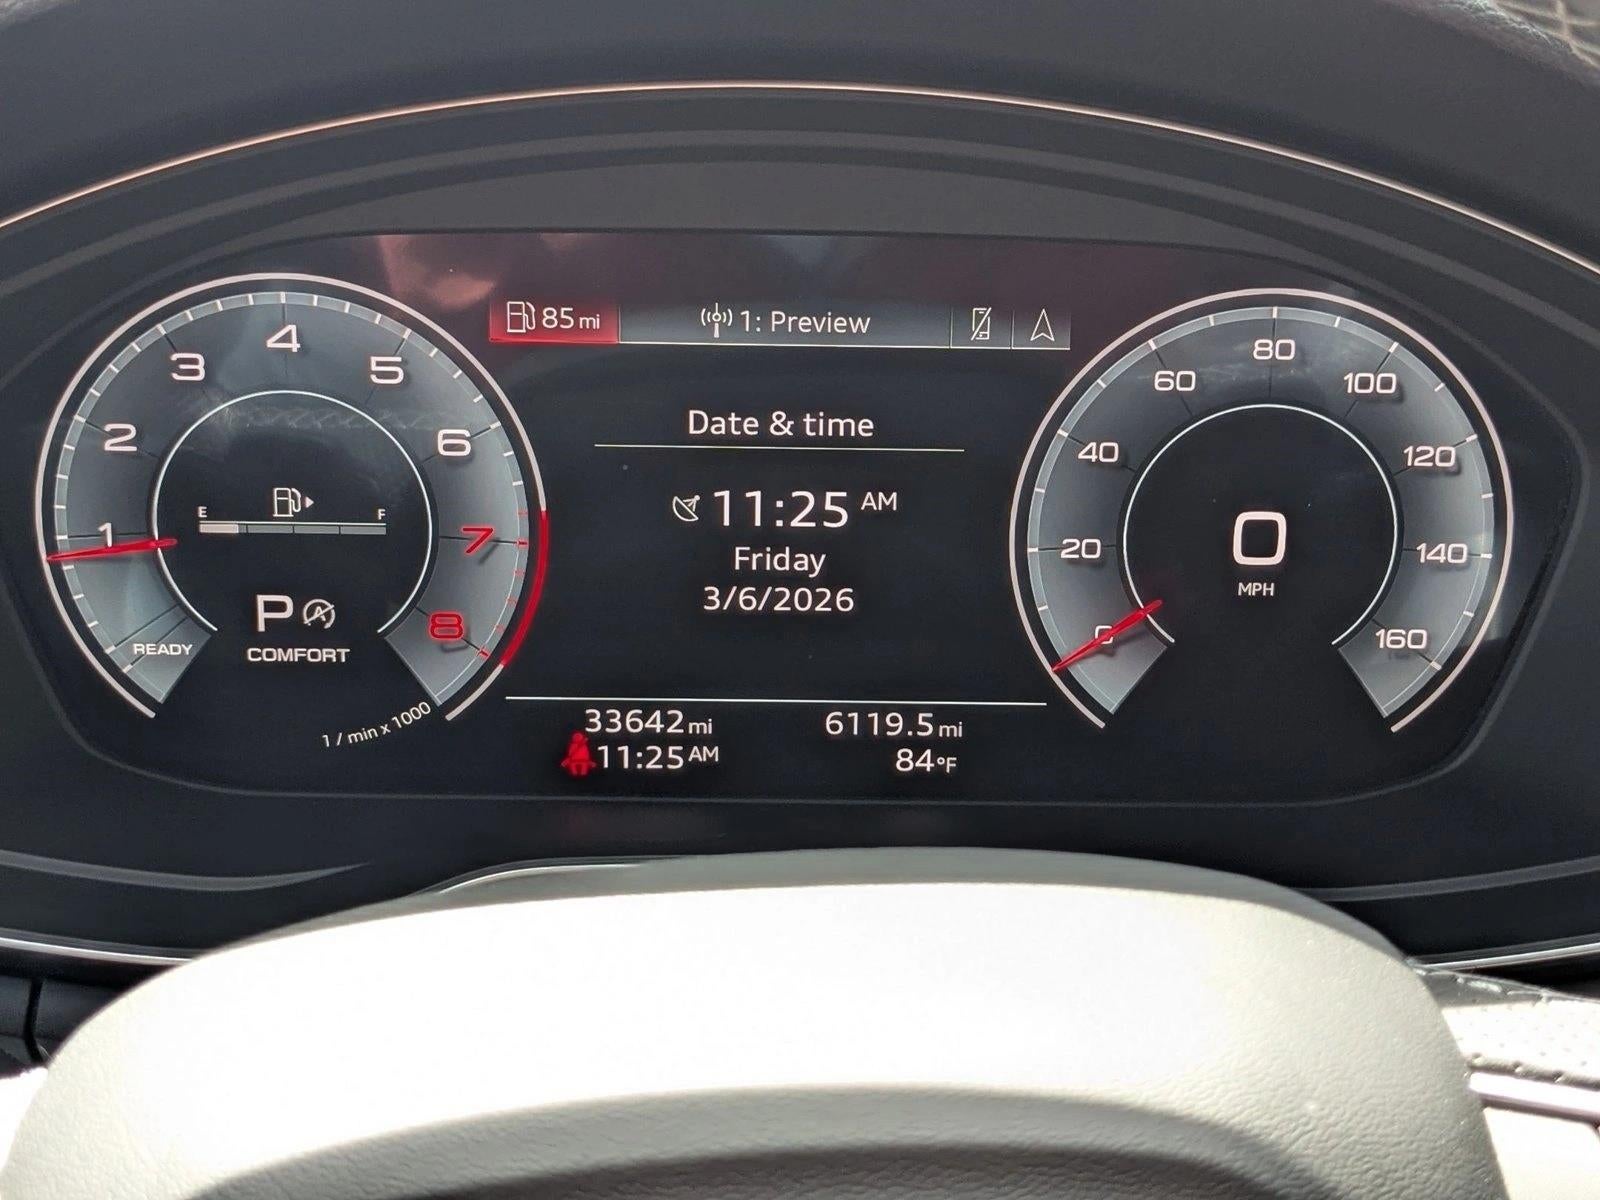 85 mi
1: Preview
Date & time
11:25 AM
Friday
3/6/2026
33642 mi
6119.5 mi
11:25 AM
84°F
1
2
3
4
5
6
7
8
E
F
P
A
COMFORT
READY
1 / min x 1000
0
20
40
60
80
100
120
140
160
0
MPH